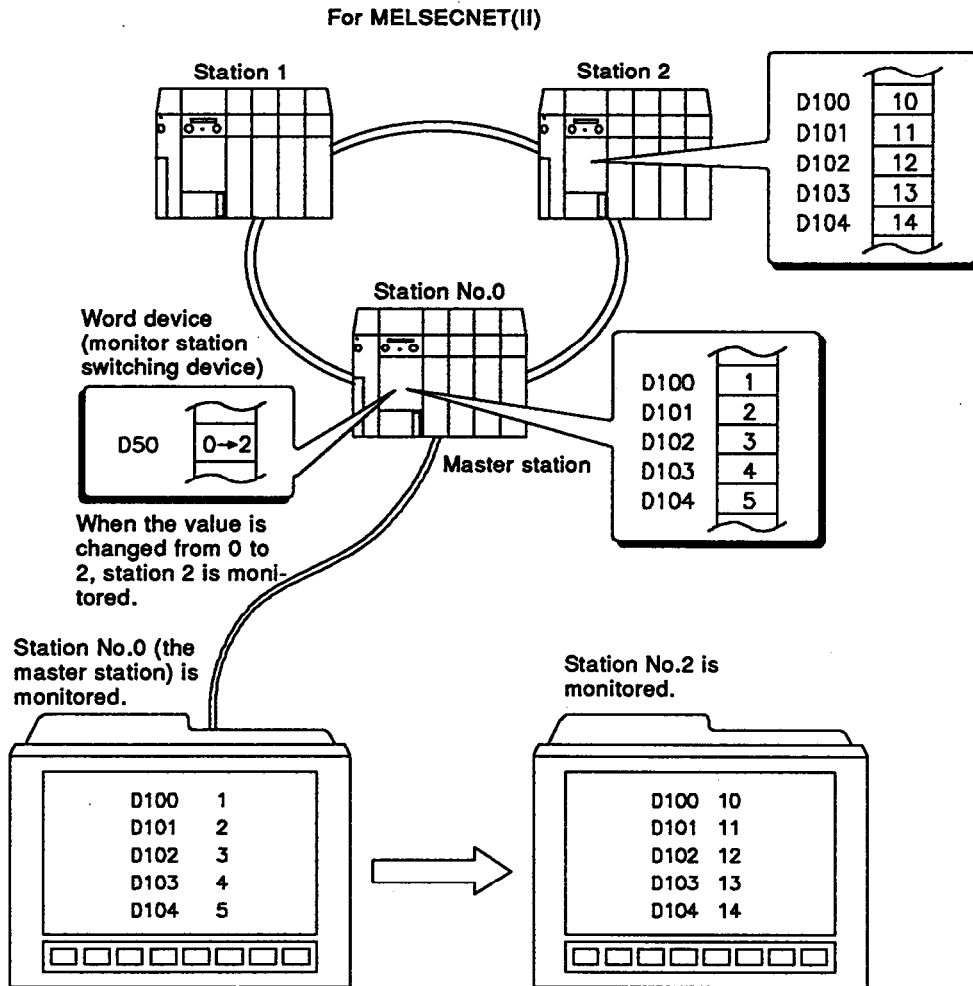 For MELSECNET(II)
Station 1
Station 2
D100 10
D101 11
D102 12
D103 13
D104 14
Station No.0
Word device
(monitor station
switching device)
D50 0→2
D100 1
D101 2
D102 3
D103 4
D104 5
Master station
When the value is
changed from 0 to
2, station 2 is moni-
tored.
Station No.0 (the
master station) is
monitored.
Station No.2 is
monitored.
D100 1
D101 2
D102 3
D103 4
D104 5
D100 10
D101 11
D102 12
D103 13
D104 14